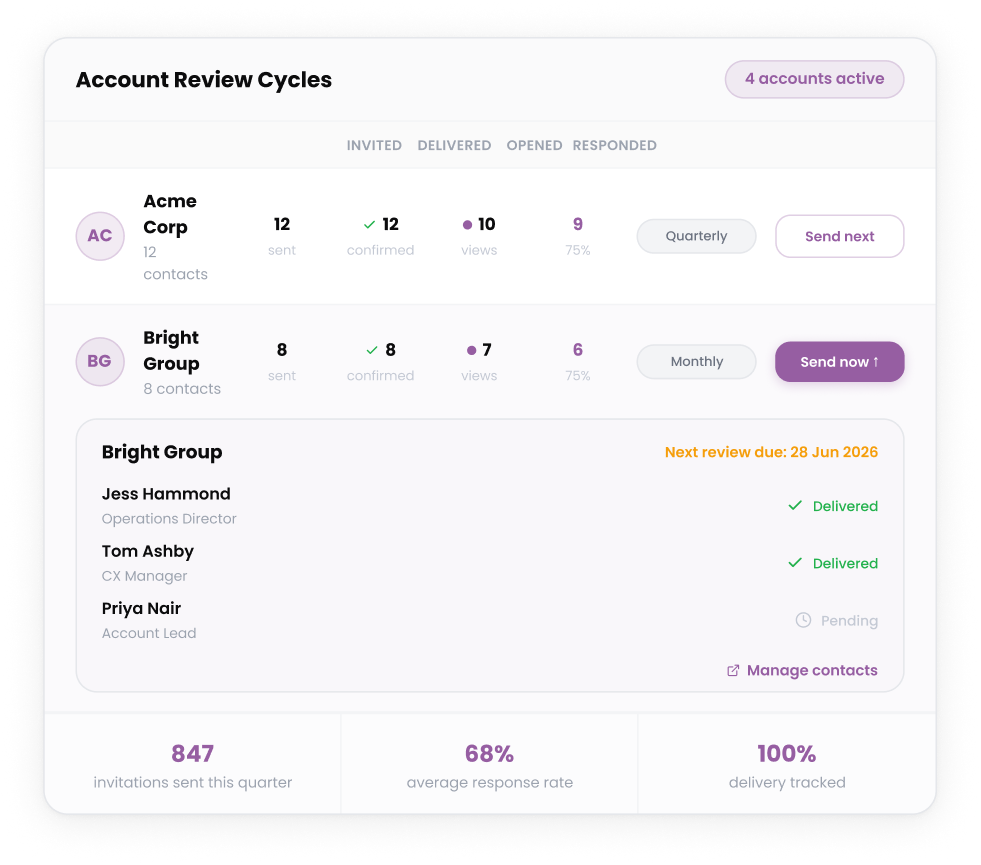 Account Review Cycles
4 accounts active
INVITED DELIVERED OPENED RESPONDED
AC
Acme
Corp
12
contacts
12
sent
12
confirmed
10
views
9
75%
Quarterly
Send next
BG
Bright
Group
8 contacts
8
sent
8
confirmed
7
views
6
75%
Monthly
Send now ↑
Bright Group
Next review due: 28 Jun 2026
Jess Hammond
Operations Director
Delivered
Tom Ashby
CX Manager
Delivered
Priya Nair
Account Lead
Pending
Manage contacts
847
invitations sent this quarter
68%
average response rate
100%
delivery tracked